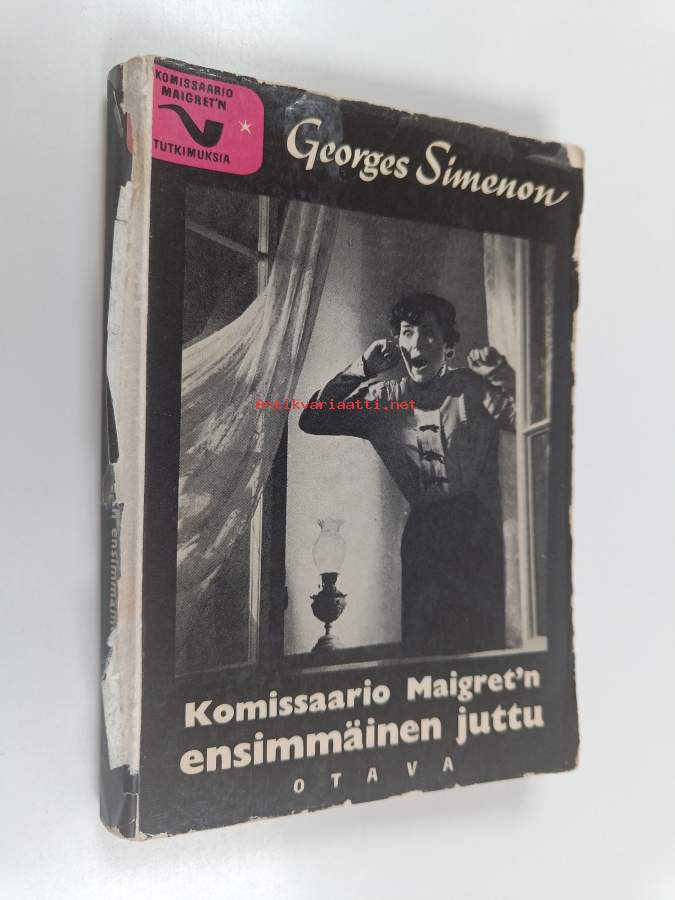 KOMISSAARIO
MAIGRET'N
TUTKIMUKSIA
Georges Simenon
Antikvariaatti.net
Komissaario Maigret'n
ensimmäinen juttu
OTAVA